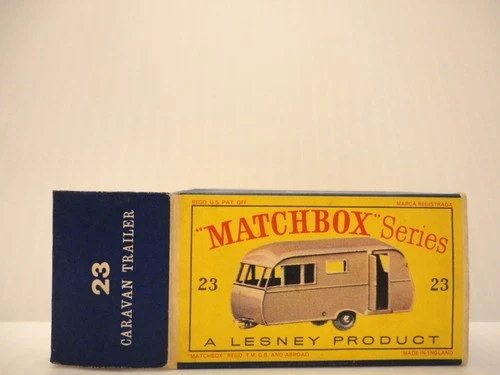 23
CARAVAN TRAILER
REGD. U.S. PAT. OFF. MARCA REGISTRADA
"MATCHBOX" Series
23 23
A LESNEY PRODUCT
"MATCHBOX" REGD. T.M. G.B. AND ABROAD MADE IN ENGLAND